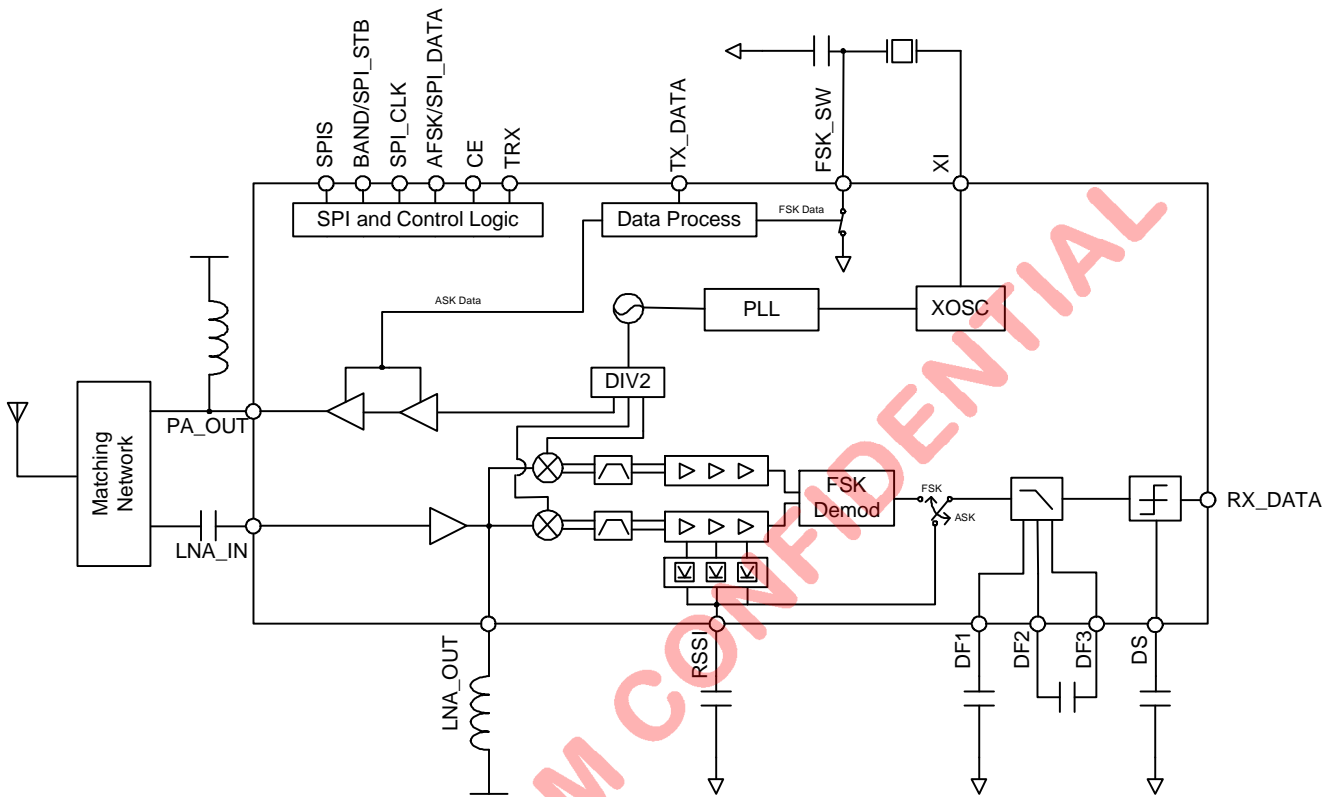 SPIS
BAND/SPI_STB
SPI_CLK
AFSK/SPI_DATA
CE
TRX
TX_DATA
FSK_SW
XI
SPI and Control Logic
Data Process
FSK Data
ASK Data
PLL
XOSC
DIV2
Matching
Network
PA_OUT
LNA_IN
FSK
Demod
FSK
ASK
RX_DATA
LNA_OUT
RSSI
DF1
DF2
DF3
DS
M CONFIDENTIAL